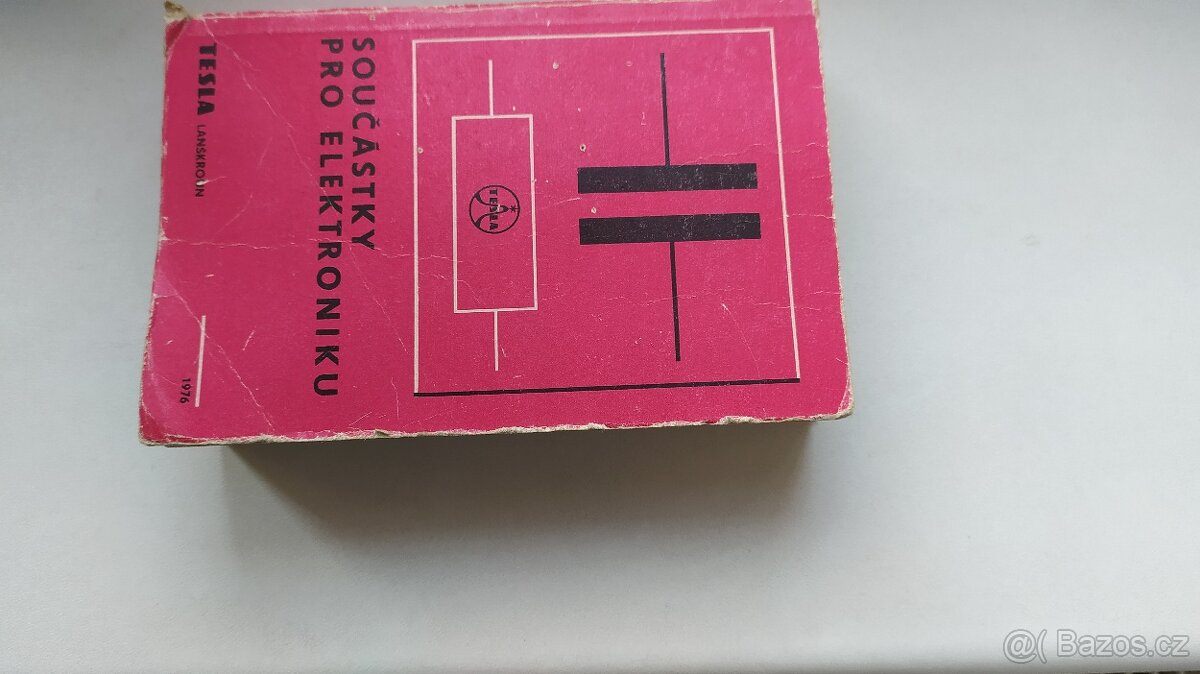 TESLA
SOUČÁSTKY
PRO ELEKTRONIKU
TESLA LANŠKROUN
1976
@( Bazos.cz